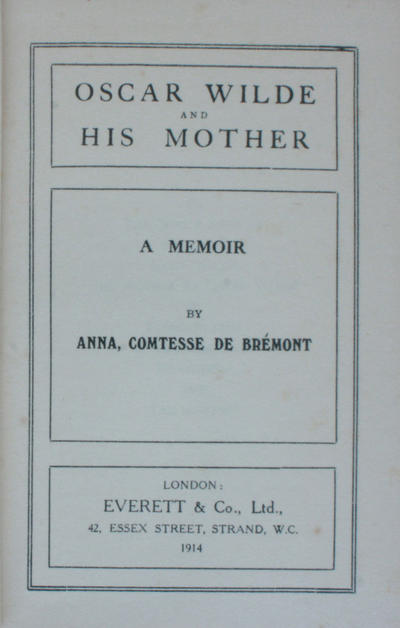 OSCAR WILDE
AND
HIS MOTHER
A MEMOIR
BY
ANNA, COMTESSE DE BRÉMONT
LONDON:
EVERETT & Co., Ltd.,
42, ESSEX STREET, STRAND, W.C.
1914